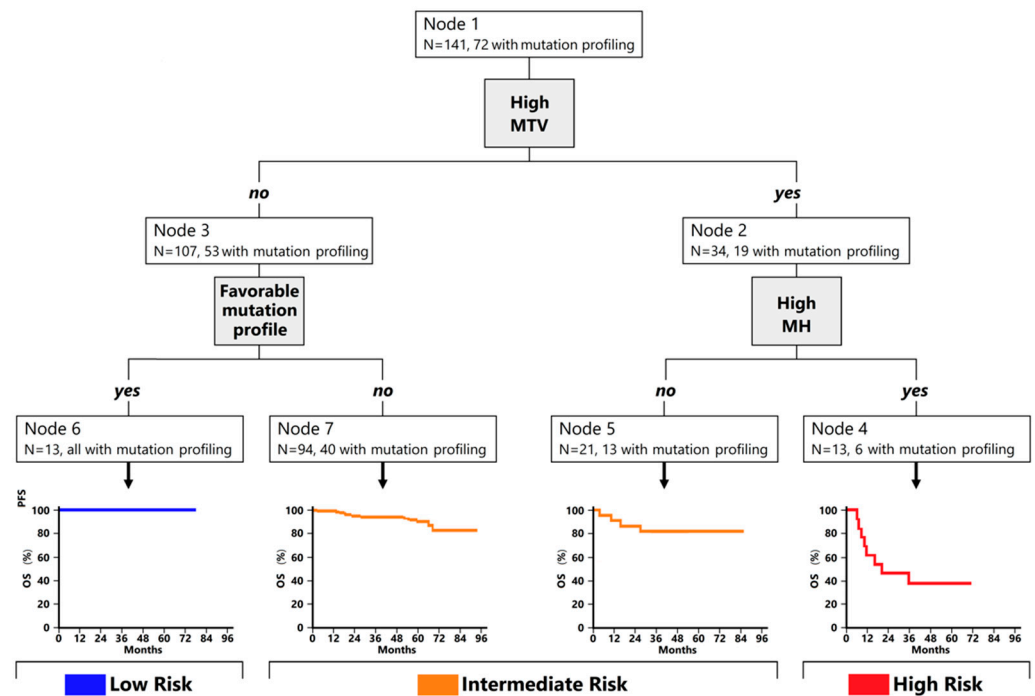 Node 1
N=141, 72 with mutation profiling
High
MTV
no
yes
Node 3
N=107, 53 with mutation profiling
Node 2
N=34, 19 with mutation profiling
Favorable
mutation
profile
High
MH
yes
no
no
yes
Node 6
N=13, all with mutation profiling
Node 7
N=94, 40 with mutation profiling
Node 5
N=21, 13 with mutation profiling
Node 4
N=13, 6 with mutation profiling
PFS
OS (%)
100
80
60
40
20
0
0 12 24 36 48 60 72 84 96
Months
OS (%)
100
80
60
40
20
0
0 12 24 36 48 60 72 84 96
Months
OS (%)
100
80
60
40
20
0
0 12 24 36 48 60 72 84 96
Months
OS (%)
100
80
60
40
20
0
0 12 24 36 48 60 72 84 96
Months
Low Risk
Intermediate Risk
High Risk